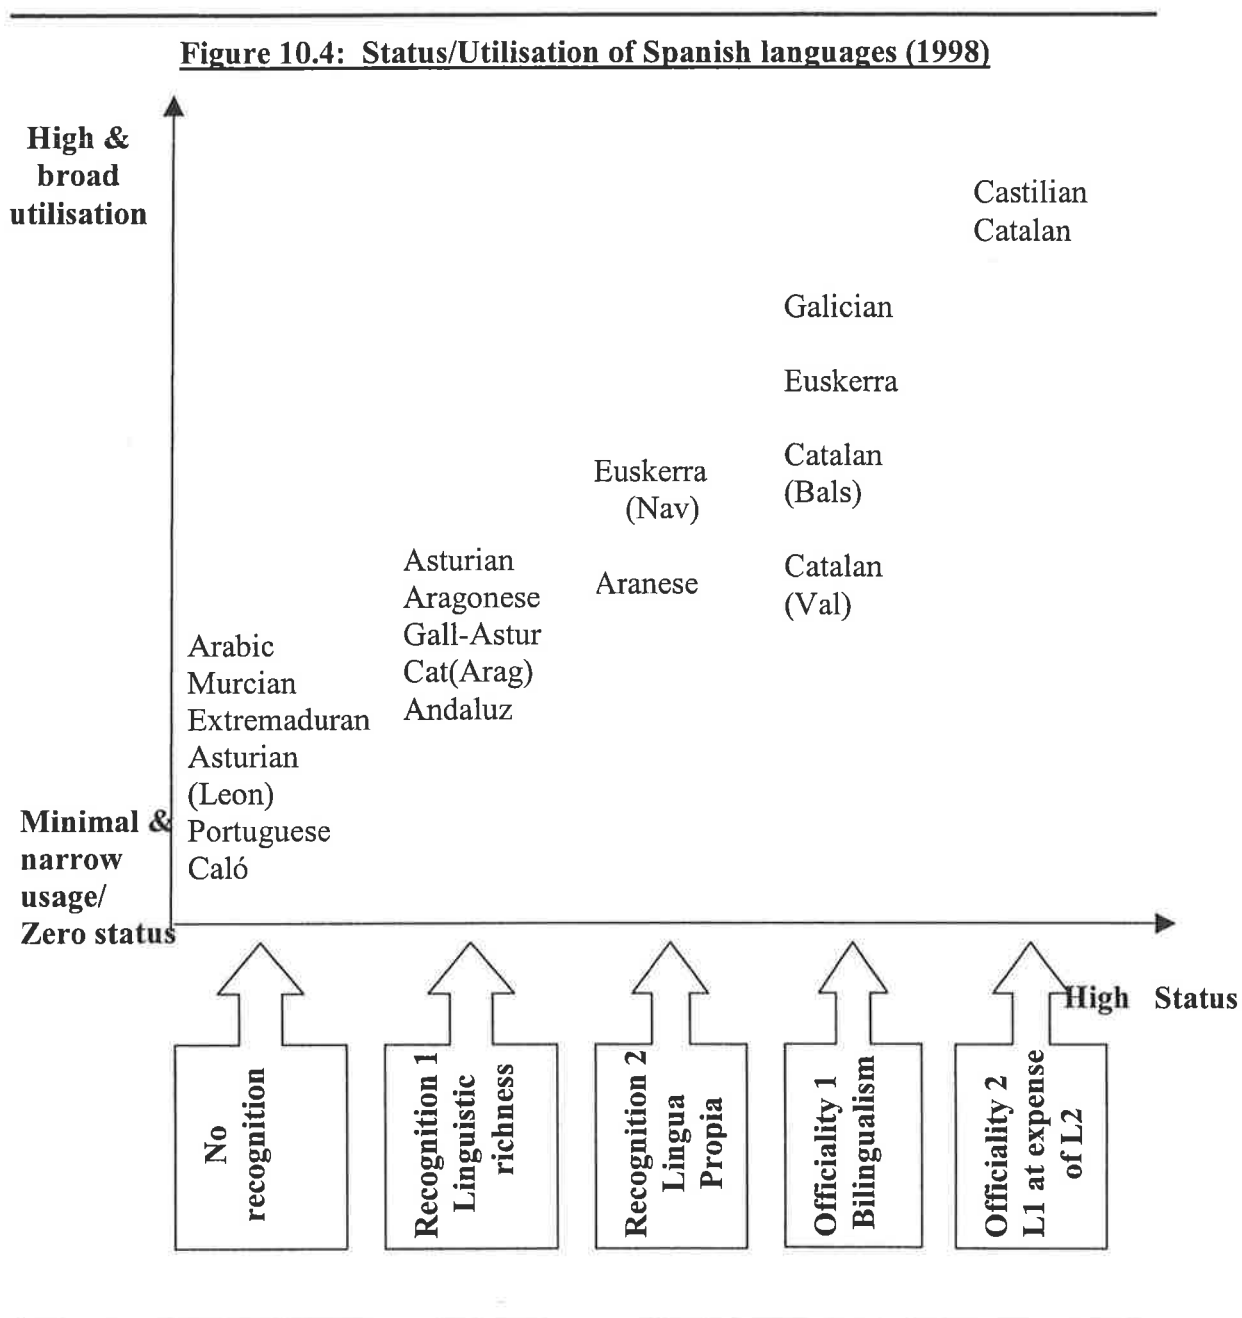 Figure 10.4: Status/Utilisation of Spanish languages (1998)
High &
broad
utilisation
Castilian
Catalan
Galician
Euskerra
Catalan
(Bals)
Catalan
(Val)
Euskerra
(Nav)
Aranese
Asturian
Aragonese
Gall-Astur
Cat(Arag)
Andaluz
Arabic
Murcian
Extremaduran
Asturian
(Leon)
Portuguese
Caló
Minimal &
narrow
usage/
Zero status
High Status
No
recognition
Recognition 1
Linguistic
richness
Recognition 2
Lingua
Propia
Officiality 1
Bilingualism
Officiality 2
L1 at expense
of L2